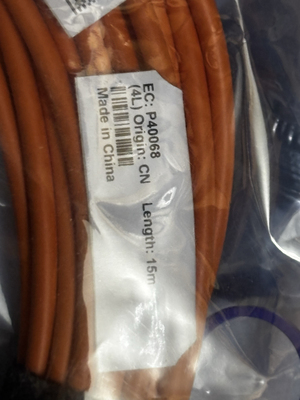 EC: P40068
(4L) Origin: CN
Length: 15m
Made in China